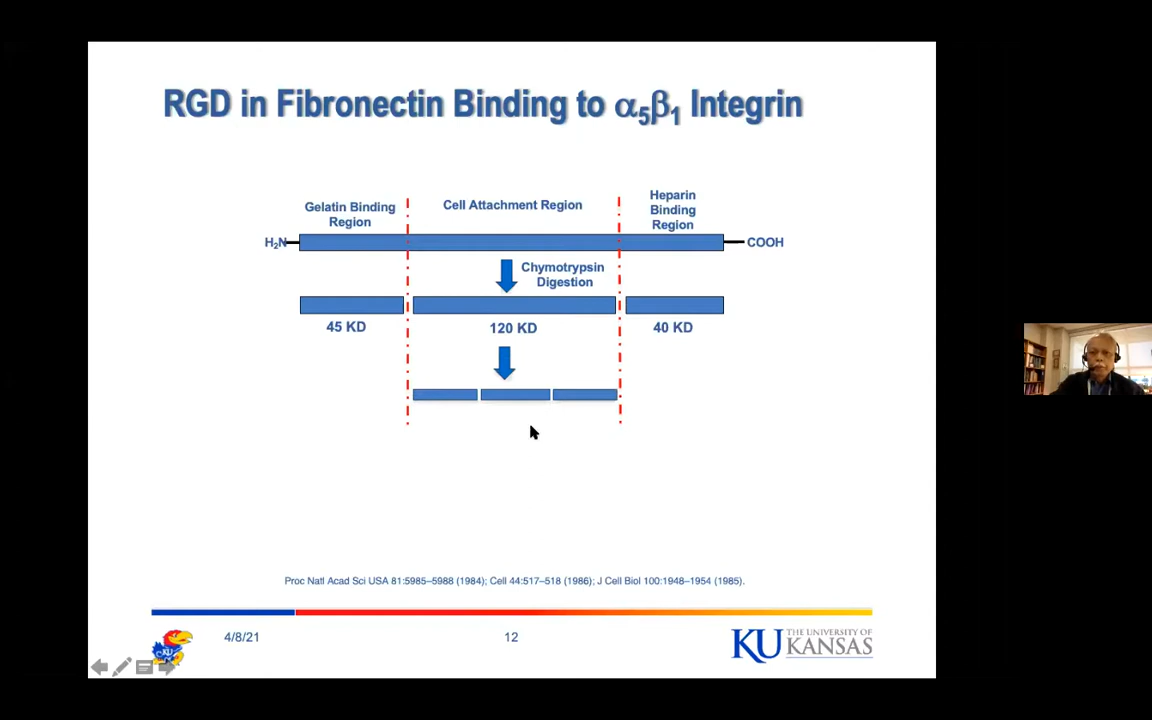 RGD in Fibronectin Binding to α5β1 Integrin
Gelatin Binding
Region
Cell Attachment Region
Heparin
Binding
Region
H2N
COOH
Chymotrypsin
Digestion
45 KD
120 KD
40 KD
Proc Natl Acad Sci USA 81:5985–5988 (1984); Cell 44:517–518 (1986); J Cell Biol 100:1948–1954 (1985).
4/8/21
12
KU
KU THE UNIVERSITY OF
KANSAS